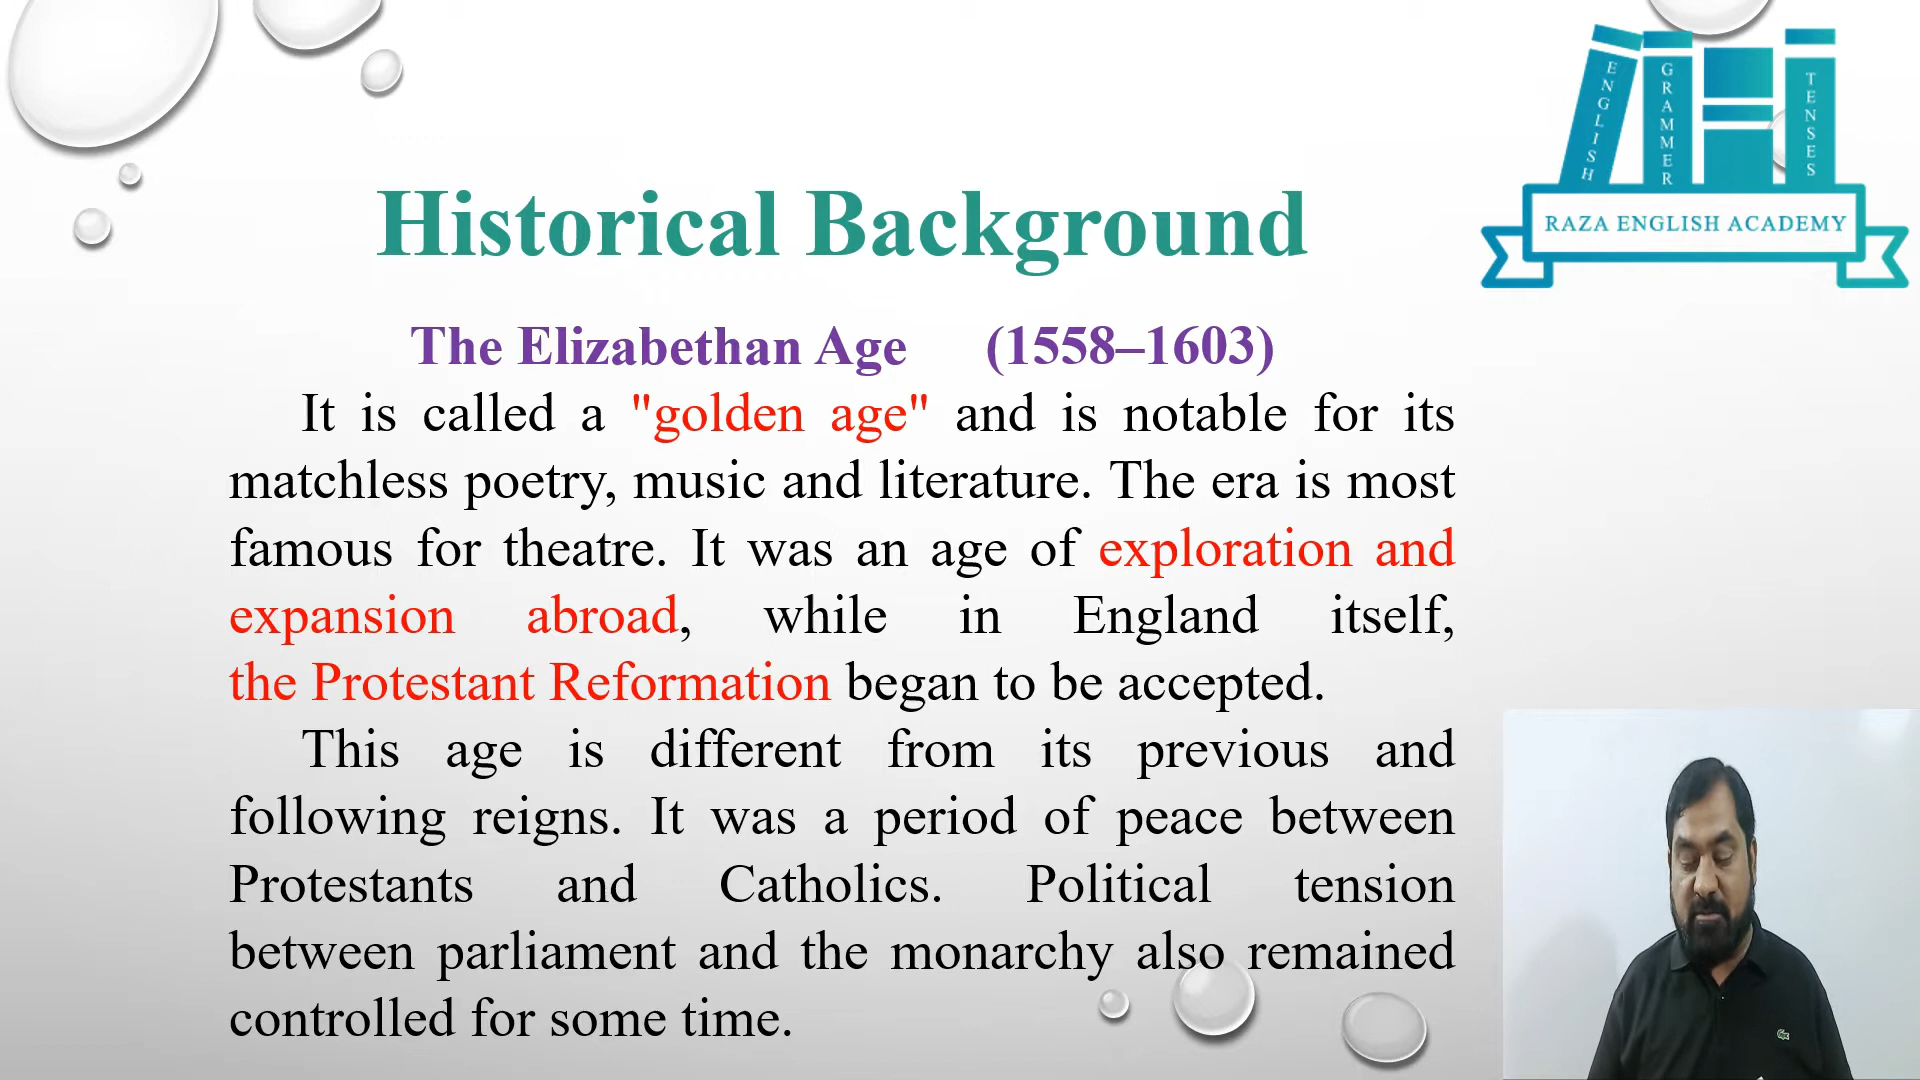 ENGLISH
GRAMMER
TENSES
RAZA ENGLISH ACADEMY
Historical Background
The Elizabethan Age (1558–1603)
It is called a "golden age" and is notable for its
matchless poetry, music and literature. The era is most
famous for theatre. It was an age of exploration and
expansion abroad, while in England itself,
the Protestant Reformation began to be accepted.
This age is different from its previous and
following reigns. It was a period of peace between
Protestants and Catholics. Political tension
between parliament and the monarchy also remained
controlled for some time.